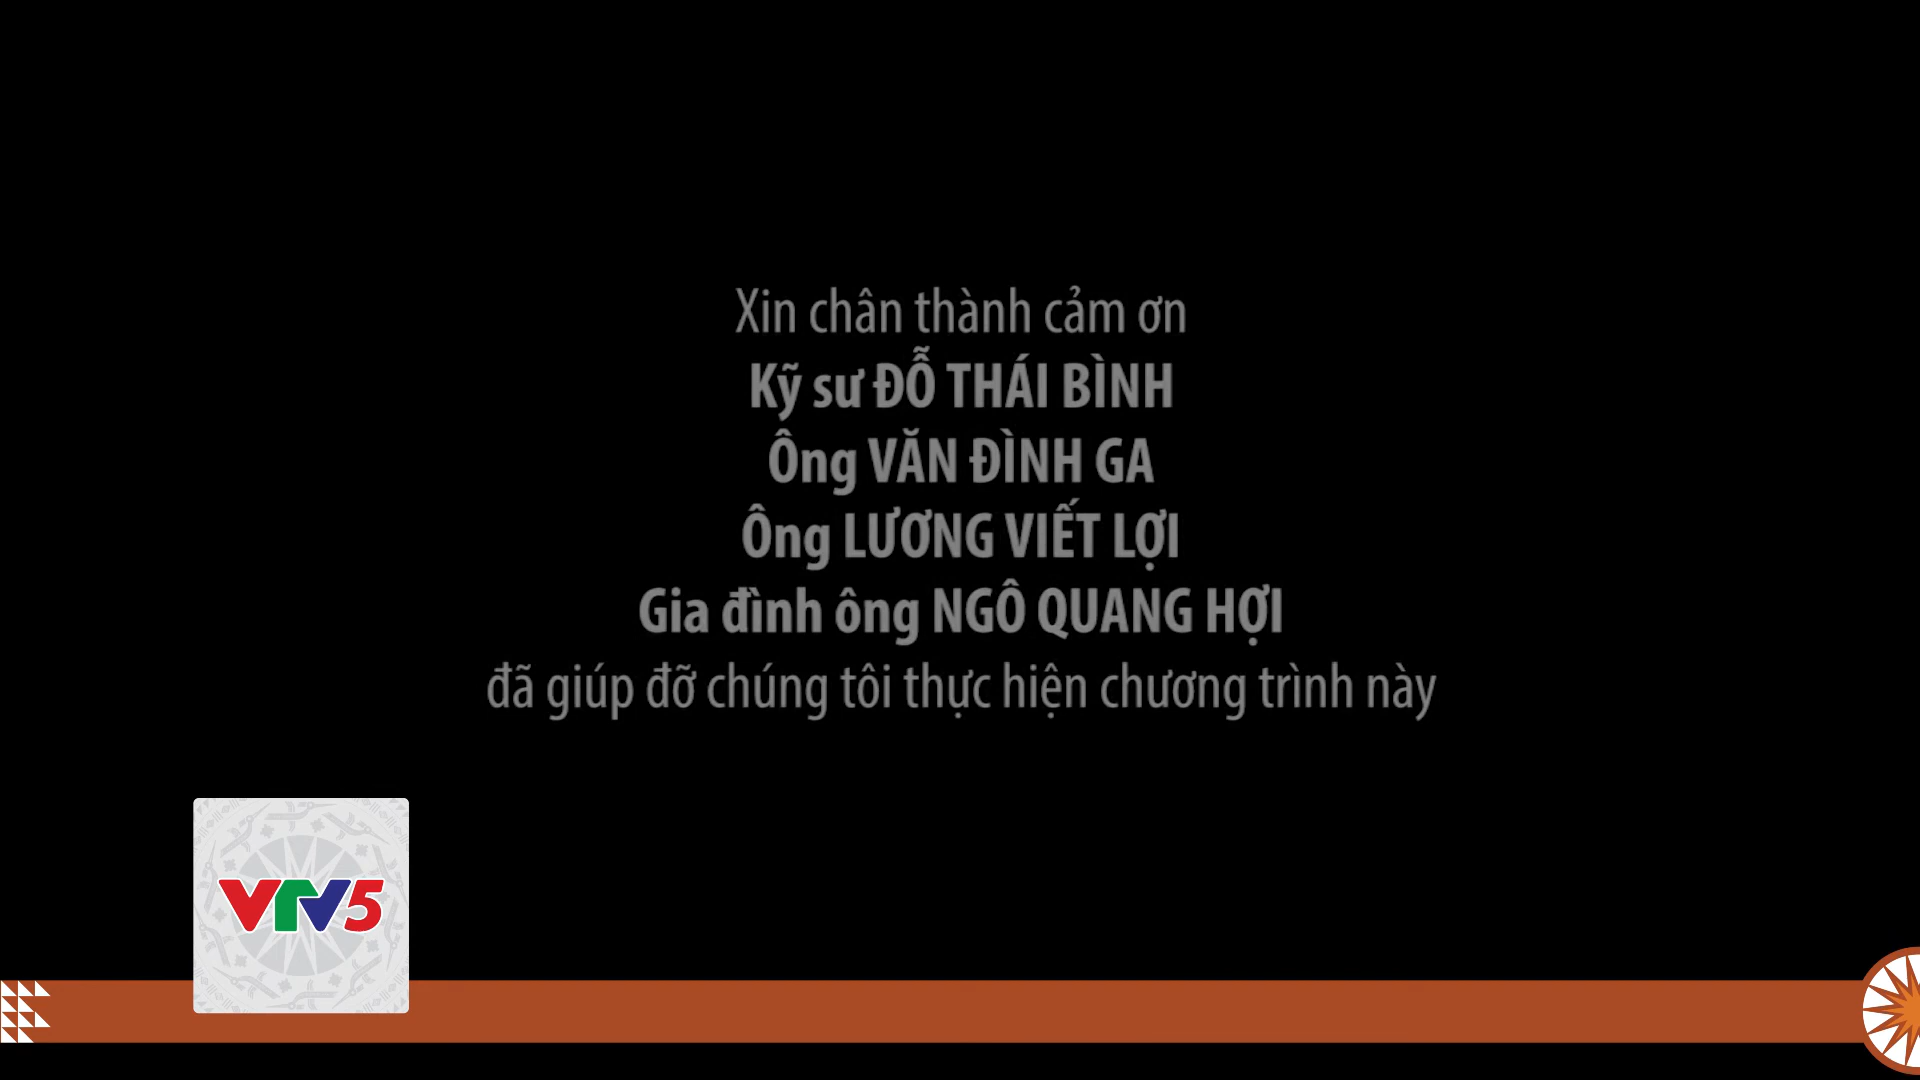 Xin chân thành cảm ơn
Kỹ sư ĐỖ THÁI BÌNH
Ông VĂN ĐÌNH GA
Ông LƯƠNG VIẾT LỢI
Gia đình ông NGÔ QUANG HỢI
đã giúp đỡ chúng tôi thực hiện chương trình này
VTV5